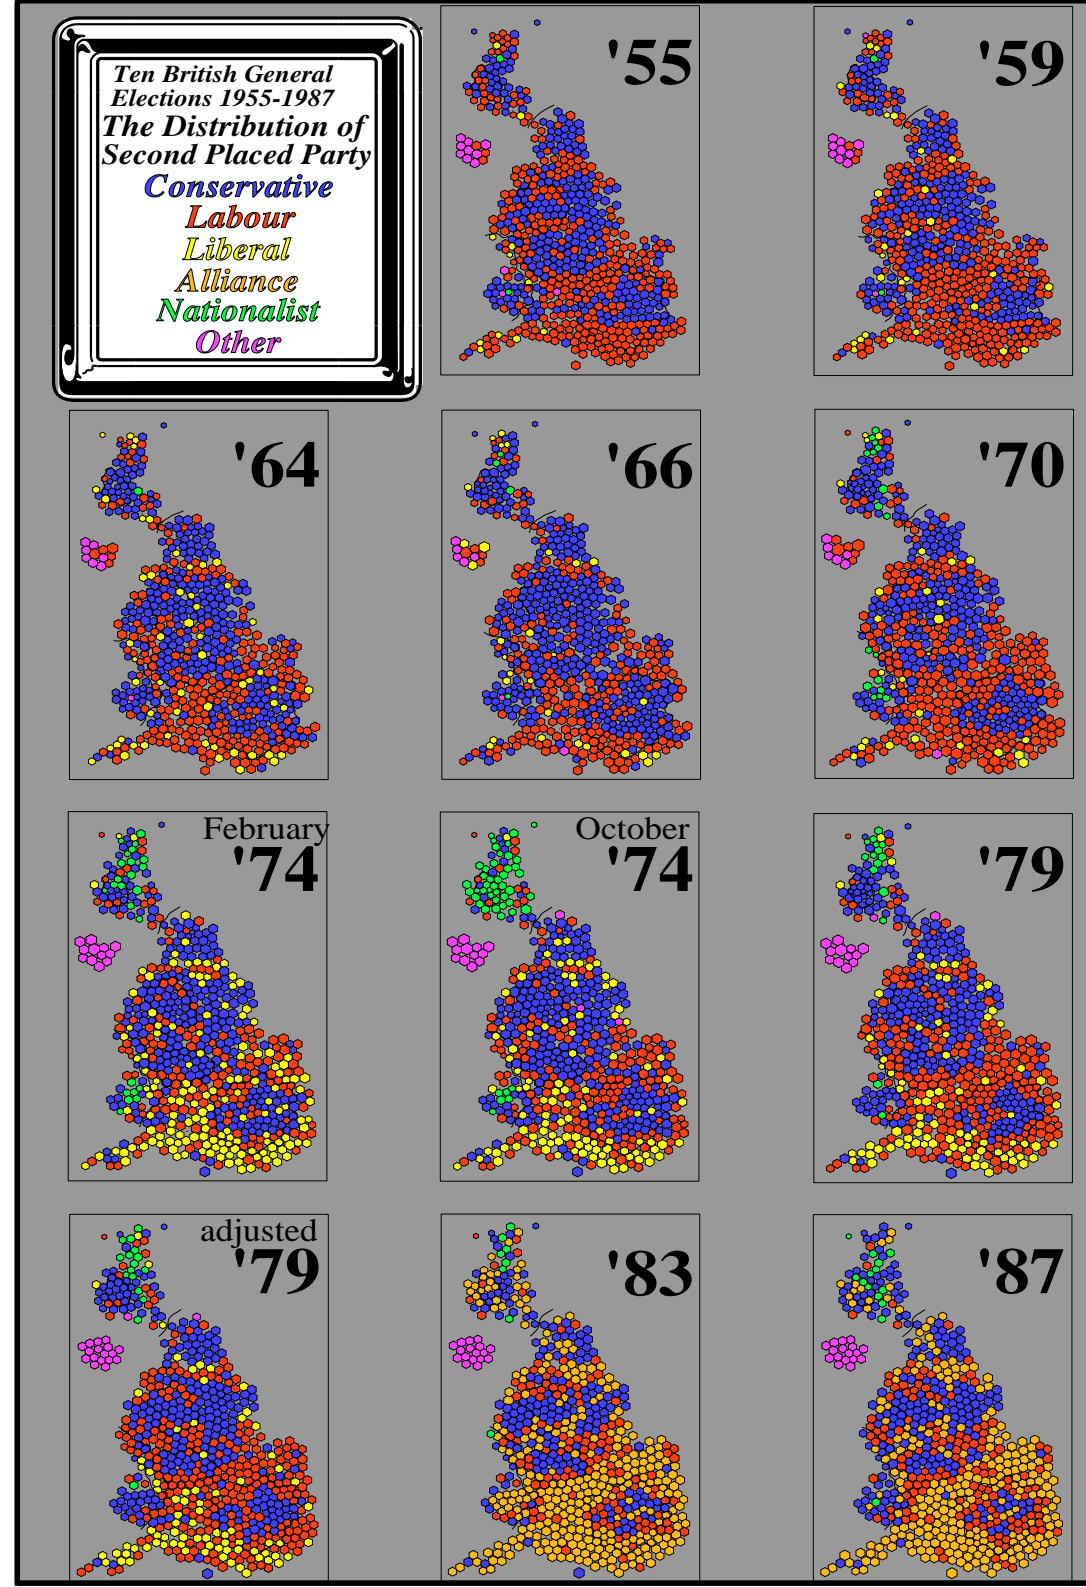 Ten British General
Elections 1955-1987
The Distribution of
Second Placed Party
Conservative
Labour
Liberal
Alliance
Nationalist
Other
'55
'59
'64
'66
'70
February
'74
October
'74
'79
adjusted
'79
'83
'87